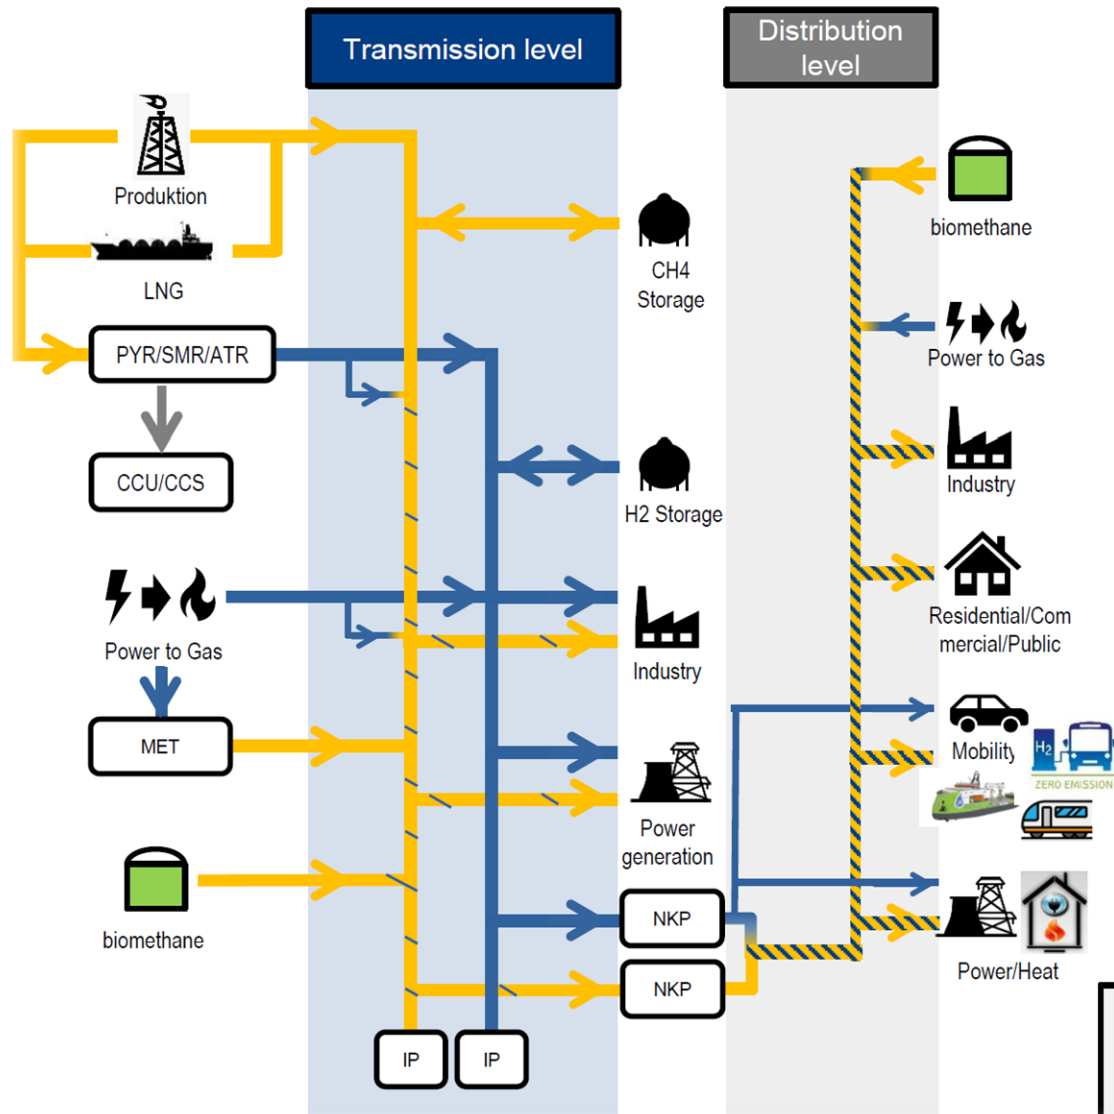 Transmission level
Distribution
level
Produktion
LNG
PYR/SMR/ATR
CCU/CCS
Power to Gas
MET
biomethane
CH4
Storage
H2 Storage
Industry
Power
generation
NKP
NKP
IP
IP
biomethane
Power to Gas
Industry
Residential/Com
mercial/Public
Mobility
H2
ZERO EMISSION
Power/Heat